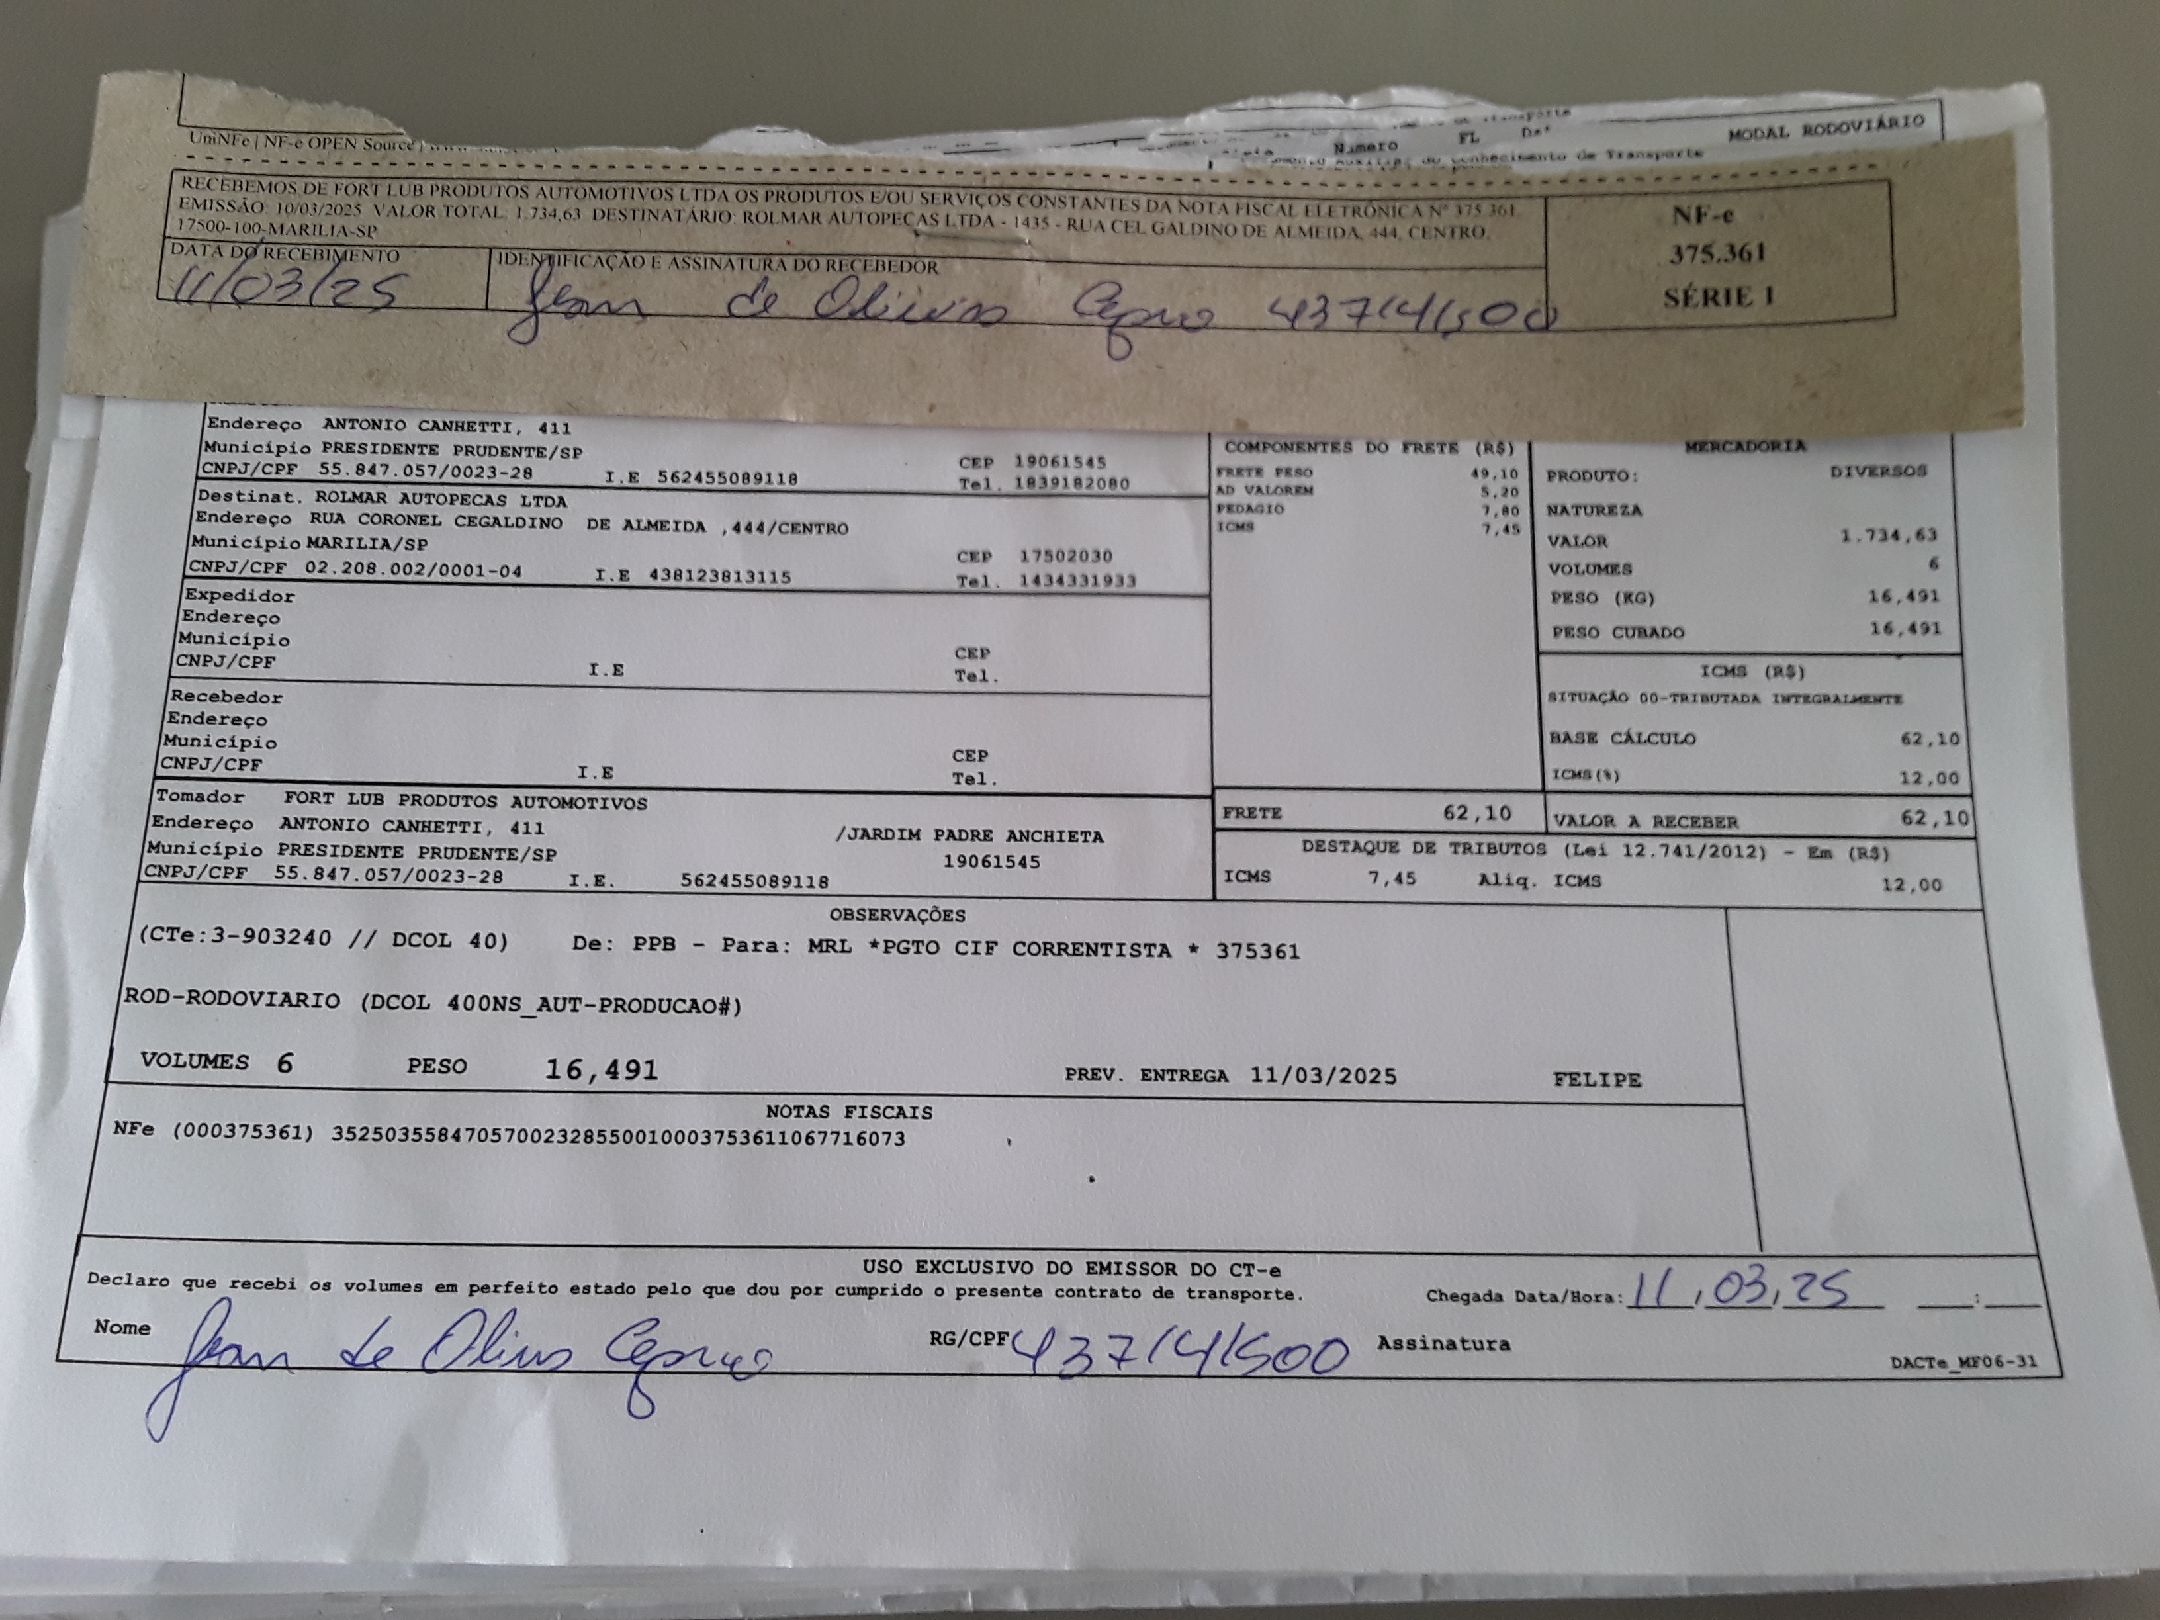 UniNFe | NF-e OPEN Source |
Número FL
MODAL RODOVIÁRIO
Conhecimento de Transporte
RECEBEMOS DE FORT LUB PRODUTOS AUTOMOTIVOS LTDA OS PRODUTOS E/OU SERVIÇOS CONSTANTES DA NOTA FISCAL ELETRÔNICA Nº 375.361
EMISSÃO: 10/03/2025 VALOR TOTAL: 1.734,63 DESTINATÁRIO: ROLMAR AUTOPEÇAS LTDA - 1435 - RUA CEL GALDINO DE ALMEIDA, 444, CENTRO,
17500-100-MARILIA-SP
NF-e
375.361
SÉRIE 1
DATA DO RECEBIMENTO
11/03/25
IDENTIFICAÇÃO E ASSINATURA DO RECEBEDOR
Jean de Oliveira
Endereço ANTONIO CANHETTI, 411
Município PRESIDENTE PRUDENTE/SP
CEP 19061545
CNPJ/CPF 55.847.057/0023-28 I.E 562455089118 Tel. 1839182080
Destinat. ROLMAR AUTOPECAS LTDA
Endereço RUA CORONEL CEGALDINO DE ALMEIDA ,444/CENTRO
Município MARILIA/SP CEP 17502030
CNPJ/CPF 02.208.002/0001-04 I.E 438123813115 Tel. 1434331933
Expedidor
Endereço
Município CEP
CNPJ/CPF I.E Tel.
Recebedor
Endereço
Município CEP
CNPJ/CPF I.E Tel.
Tomador FORT LUB PRODUTOS AUTOMOTIVOS
Endereço ANTONIO CANHETTI, 411 /JARDIM PADRE ANCHIETA
Município PRESIDENTE PRUDENTE/SP 19061545
CNPJ/CPF 55.847.057/0023-28 I.E. 562455089118
COMPONENTES DO FRETE (R$)
FRETE PESO 49,10
AD VALOREM 5,20
PEDAGIO 7,80
ICMS 7,45
MERCADORIA
PRODUTO: DIVERSOS
NATUREZA
VALOR 1.734,63
VOLUMES 6
PESO (KG) 16,491
PESO CUBADO 16,491
ICMS (R$)
SITUAÇÃO 00-TRIBUTADA INTEGRALMENTE
BASE CÁLCULO 62,10
ICMS(%) 12,00
FRETE 62,10 VALOR A RECEBER 62,10
DESTAQUE DE TRIBUTOS (Lei 12.741/2012) - Em (R$)
ICMS 7,45 Aliq. ICMS 12,00
OBSERVAÇÕES
(CTe:3-903240 // DCOL 40) De: PPB - Para: MRL *PGTO CIF CORRENTISTA * 375361
ROD-RODOVIARIO (DCOL 400NS_AUT-PRODUCAO#)
VOLUMES 6 PESO 16,491 PREV. ENTREGA 11/03/2025 FELIPE
NOTAS FISCAIS
NFe (000375361) 35250355847057002328550010003753611067716073
USO EXCLUSIVO DO EMISSOR DO CT-e
Declaro que recebi os volumes em perfeito estado pelo que dou por cumprido o presente contrato de transporte.
Chegada Data/Hora: 11,03,25 :
Nome Jean de RG/CPF Assinatura
DACTe_MF06-31